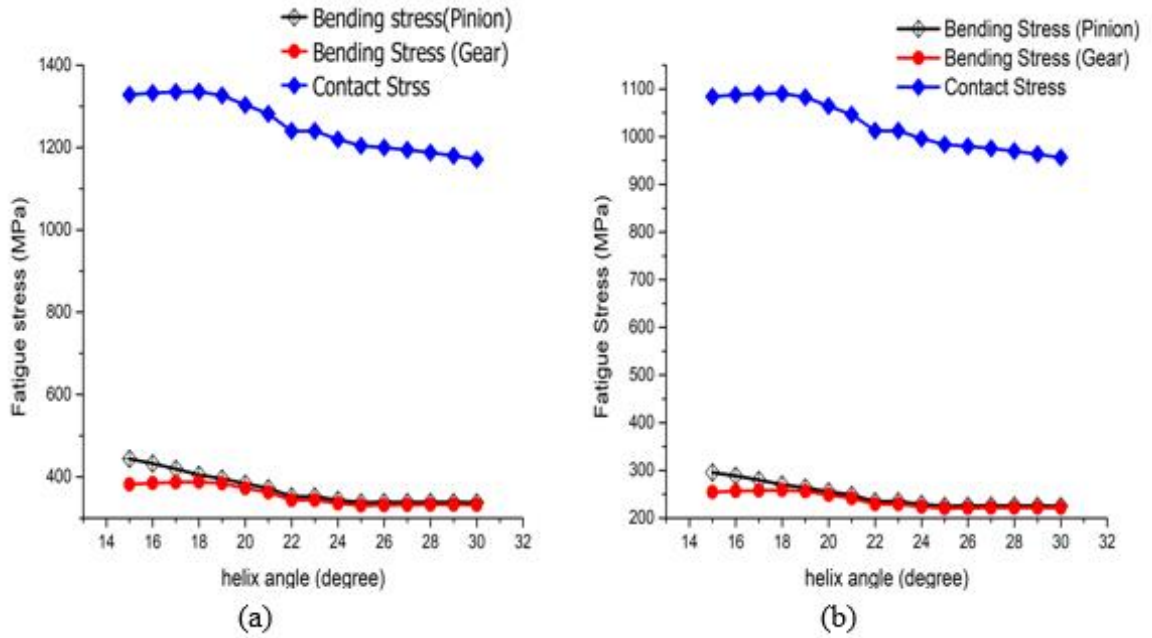 Bending stress(Pinion)
Bending Stress (Gear)
Contact Strss
1400
1200
1000
800
600
400
Fatigue stress (MPa)
14 16 18 20 22 24 26 28 30 32
helix angle (degree)
(a)
Bending Stress (Pinion)
Bending Stress (Gear)
Contact Stress
1100
1000
900
800
700
600
500
400
300
200
Fatigue Stress (MPa)
14 16 18 20 22 24 26 28 30 32
helix angle (degree)
(b)